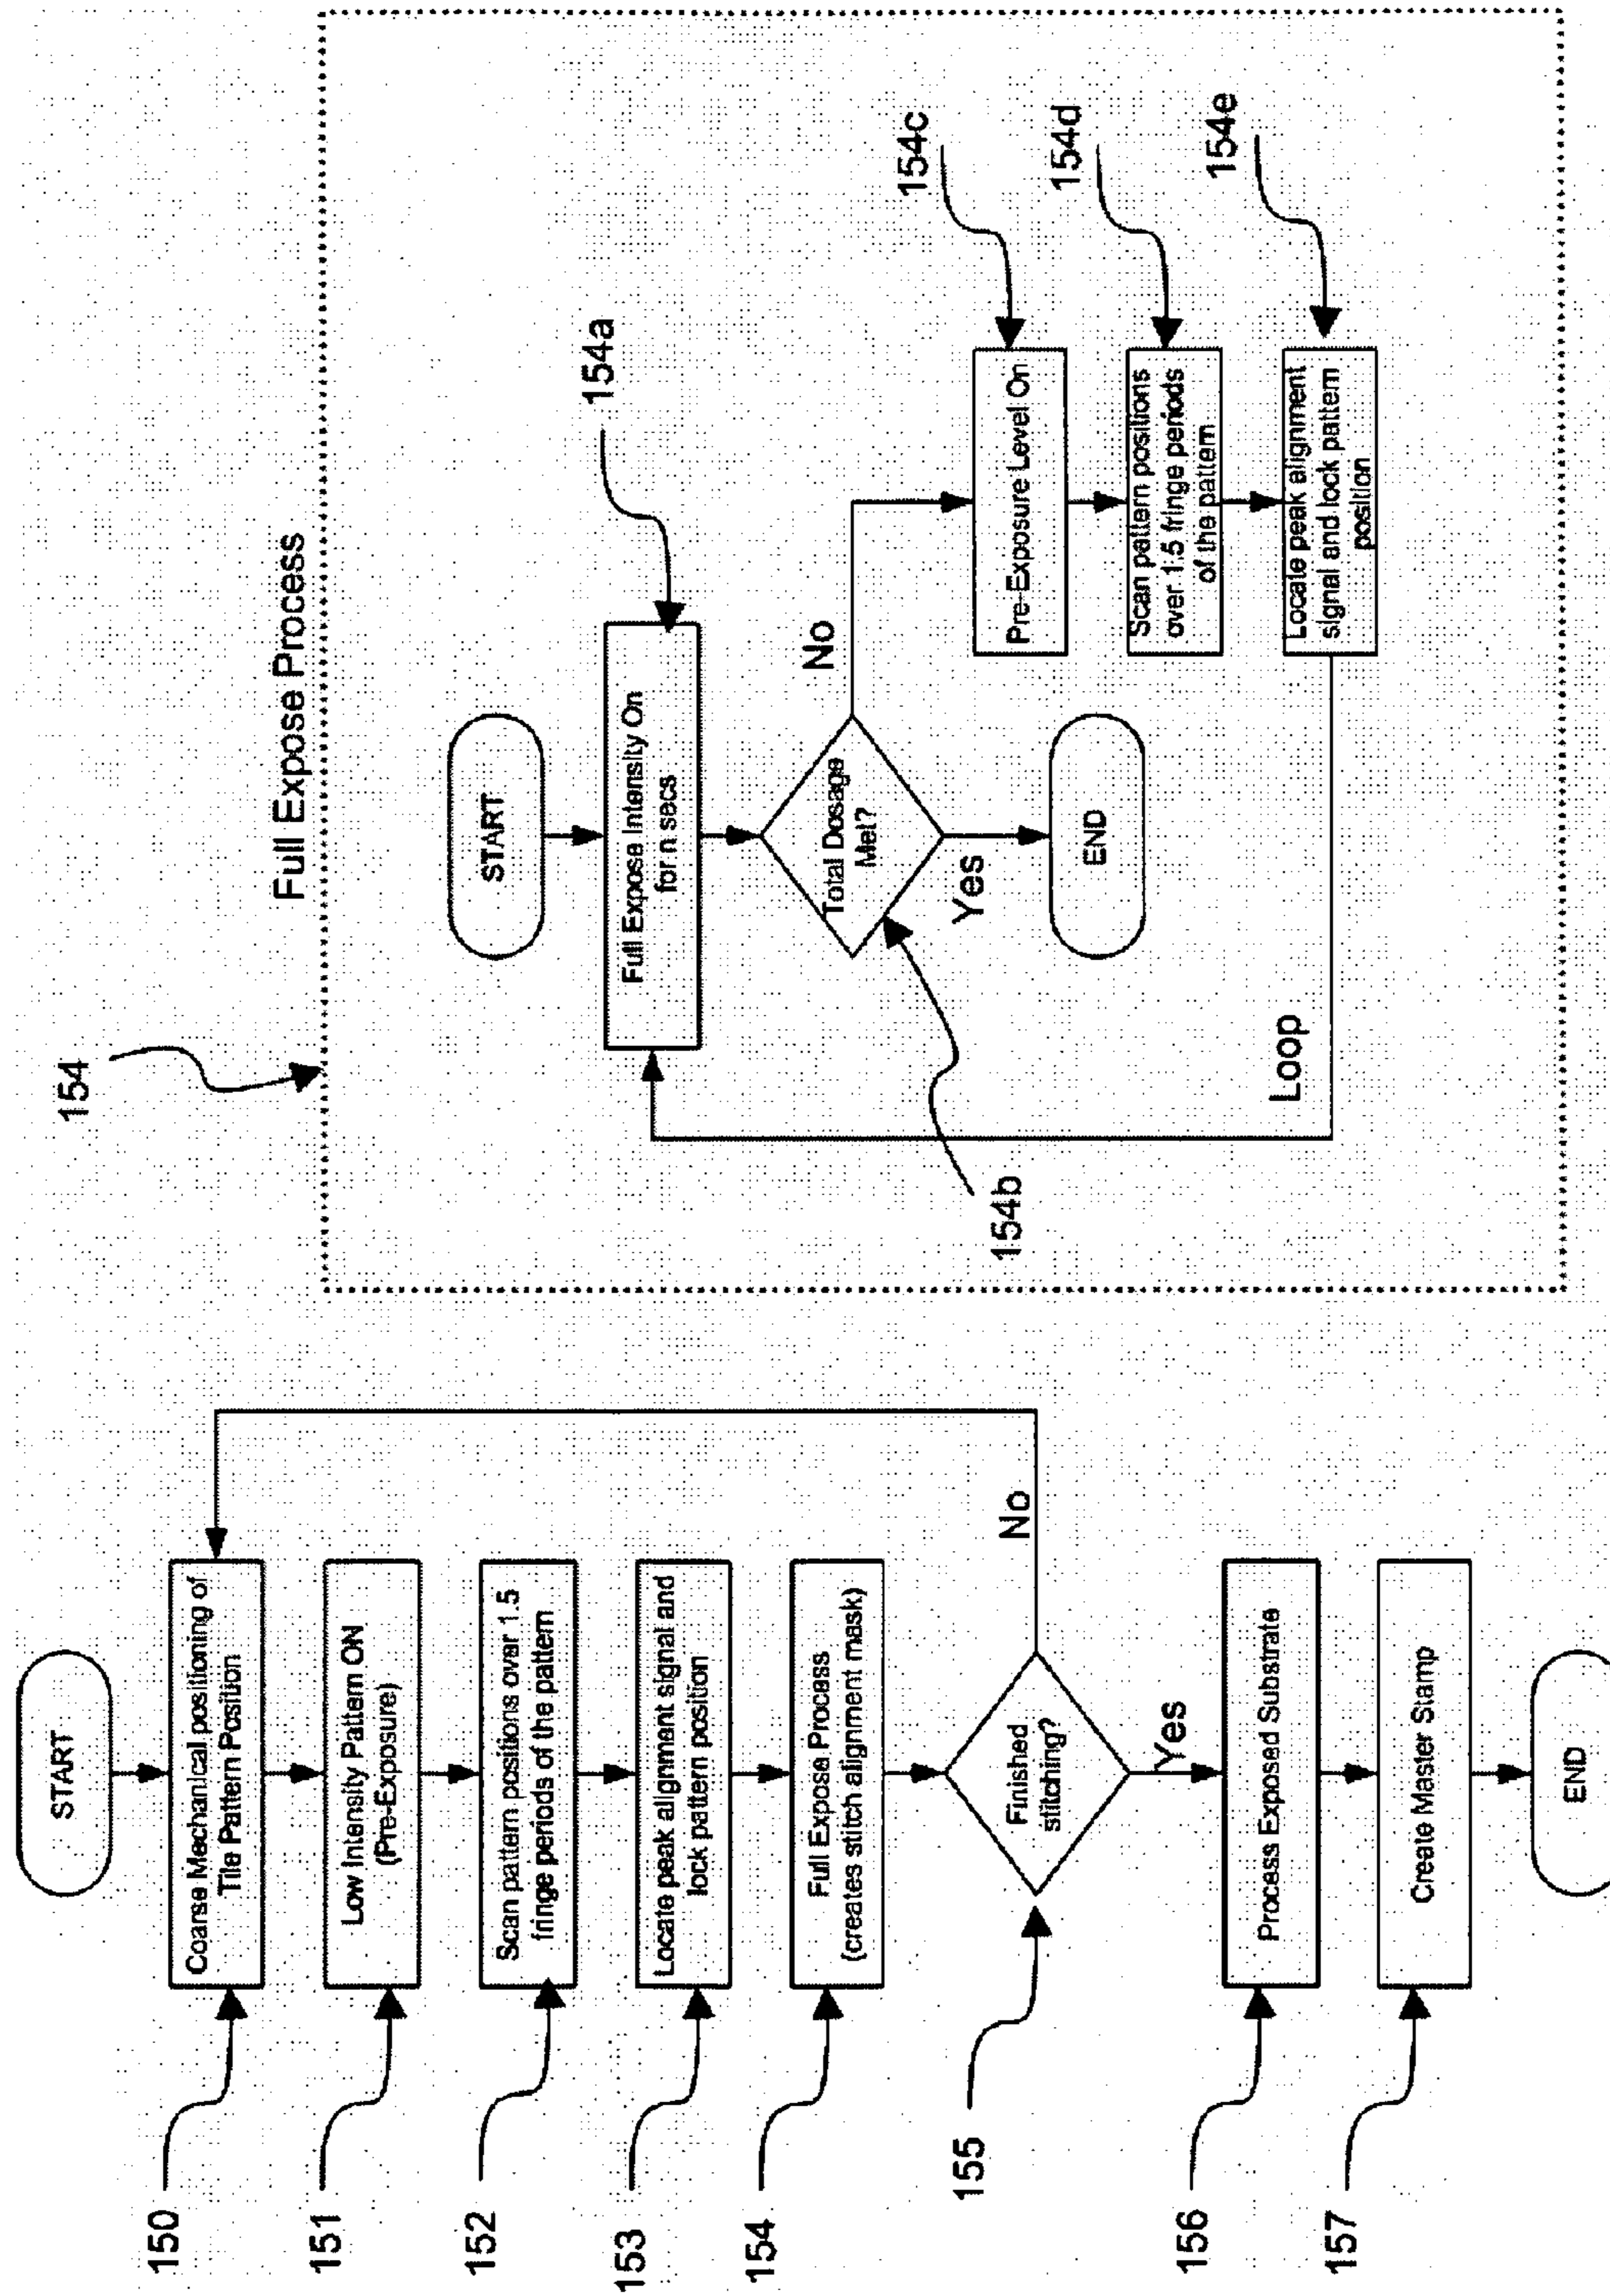 START
150
Coarse Mechanical positioning of
Tile Pattern Position
151
Low Intensity Pattern ON
(Pre-Exposure)
152
Scan pattern positions over 1.5
fringe periods of the pattern
153
Locate peak alignment signal and
lock pattern position
154
Full Expose Process
(creates stitch alignment mask)
155
Finished
stitching?
No
Yes
156
Process Exposed Substrate
157
Create Master Stamp
END
154
Full Expose Process
START
154a
Full Expose Intensity On
for n secs
154b
Total Dosage
Met?
No
Yes
END
154c
Pre-Exposure Level On
154d
Scan pattern positions
over 1.5 fringe periods
of the pattern
154e
Locate peak alignment
signal and lock pattern
position
Loop